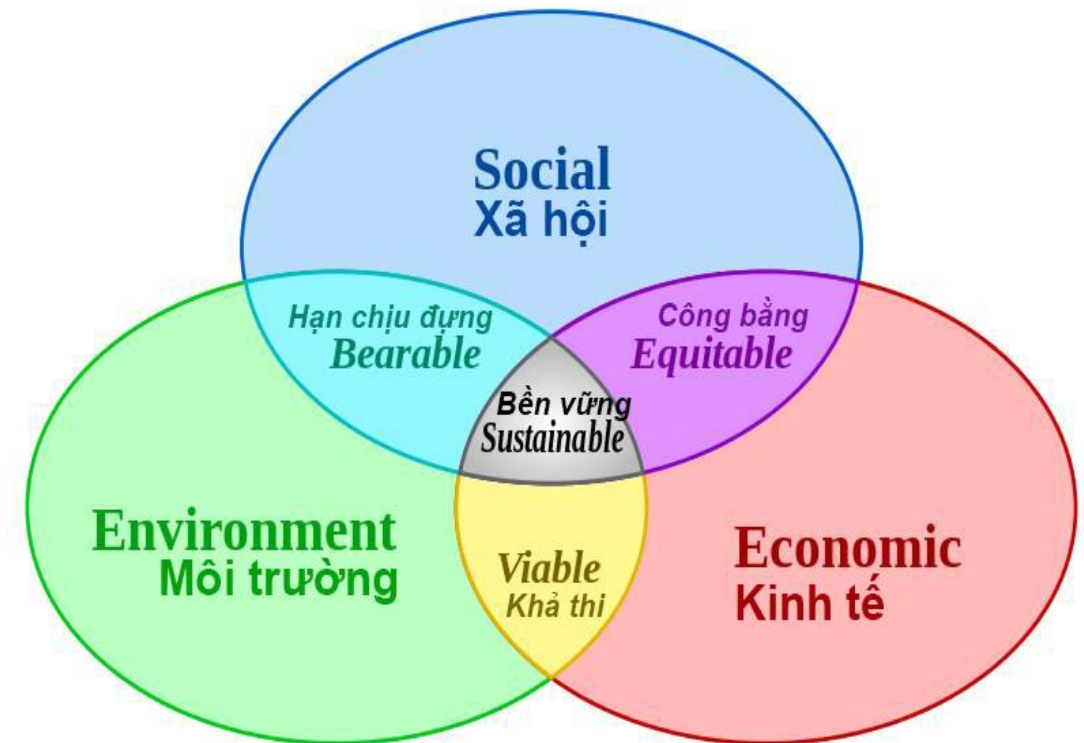 Social
Xã hội
Hạn chịu đựng
Bearable
Công bằng
Equitable
Bền vững
Sustainable
Environment
Môi trường
Viable
Khả thi
Economic
Kinh tế